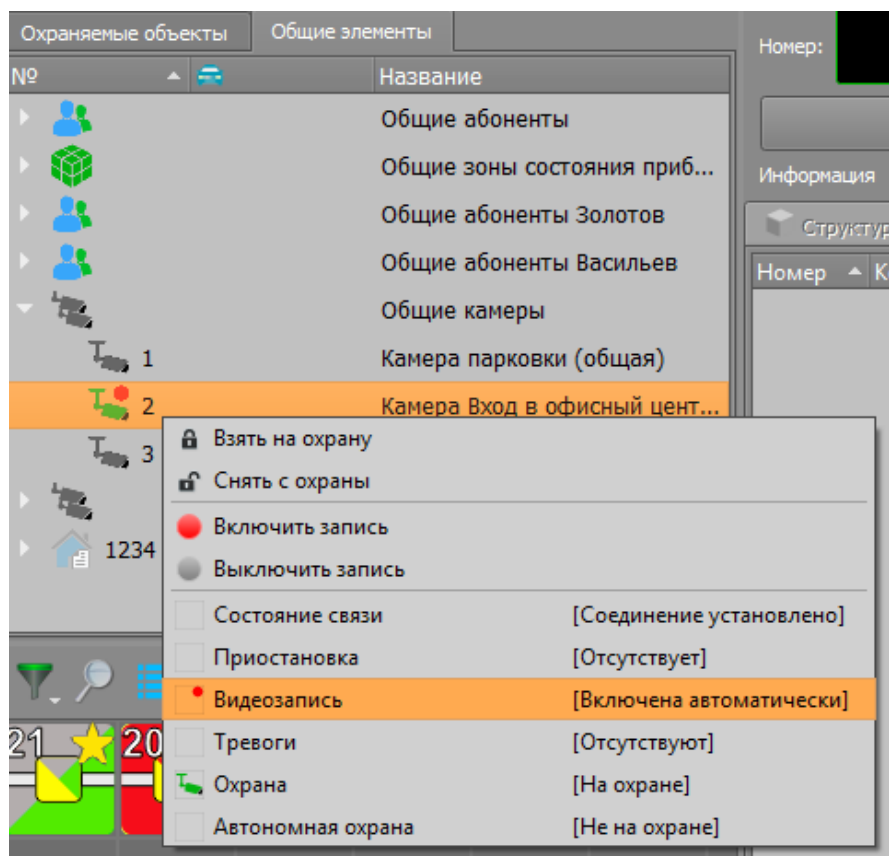 Охраняемые объекты
Общие элементы
Номер:
№
Название
Общие абоненты
Общие зоны состояния приб...
Информация
Общие абоненты Золотов
Структур
Общие абоненты Васильев
Номер
К
Общие камеры
1 Камера парковки (общая)
2 Камера Вход в офисный цент...
3
1234
Взять на охрану
Снять с охраны
Включить запись
Выключить запись
Состояние связи [Соединение установлено]
Приостановка [Отсутствует]
Видеозапись [Включена автоматически]
Тревоги [Отсутствуют]
Охрана [На охране]
Автономная охрана [Не на охране]
21
20